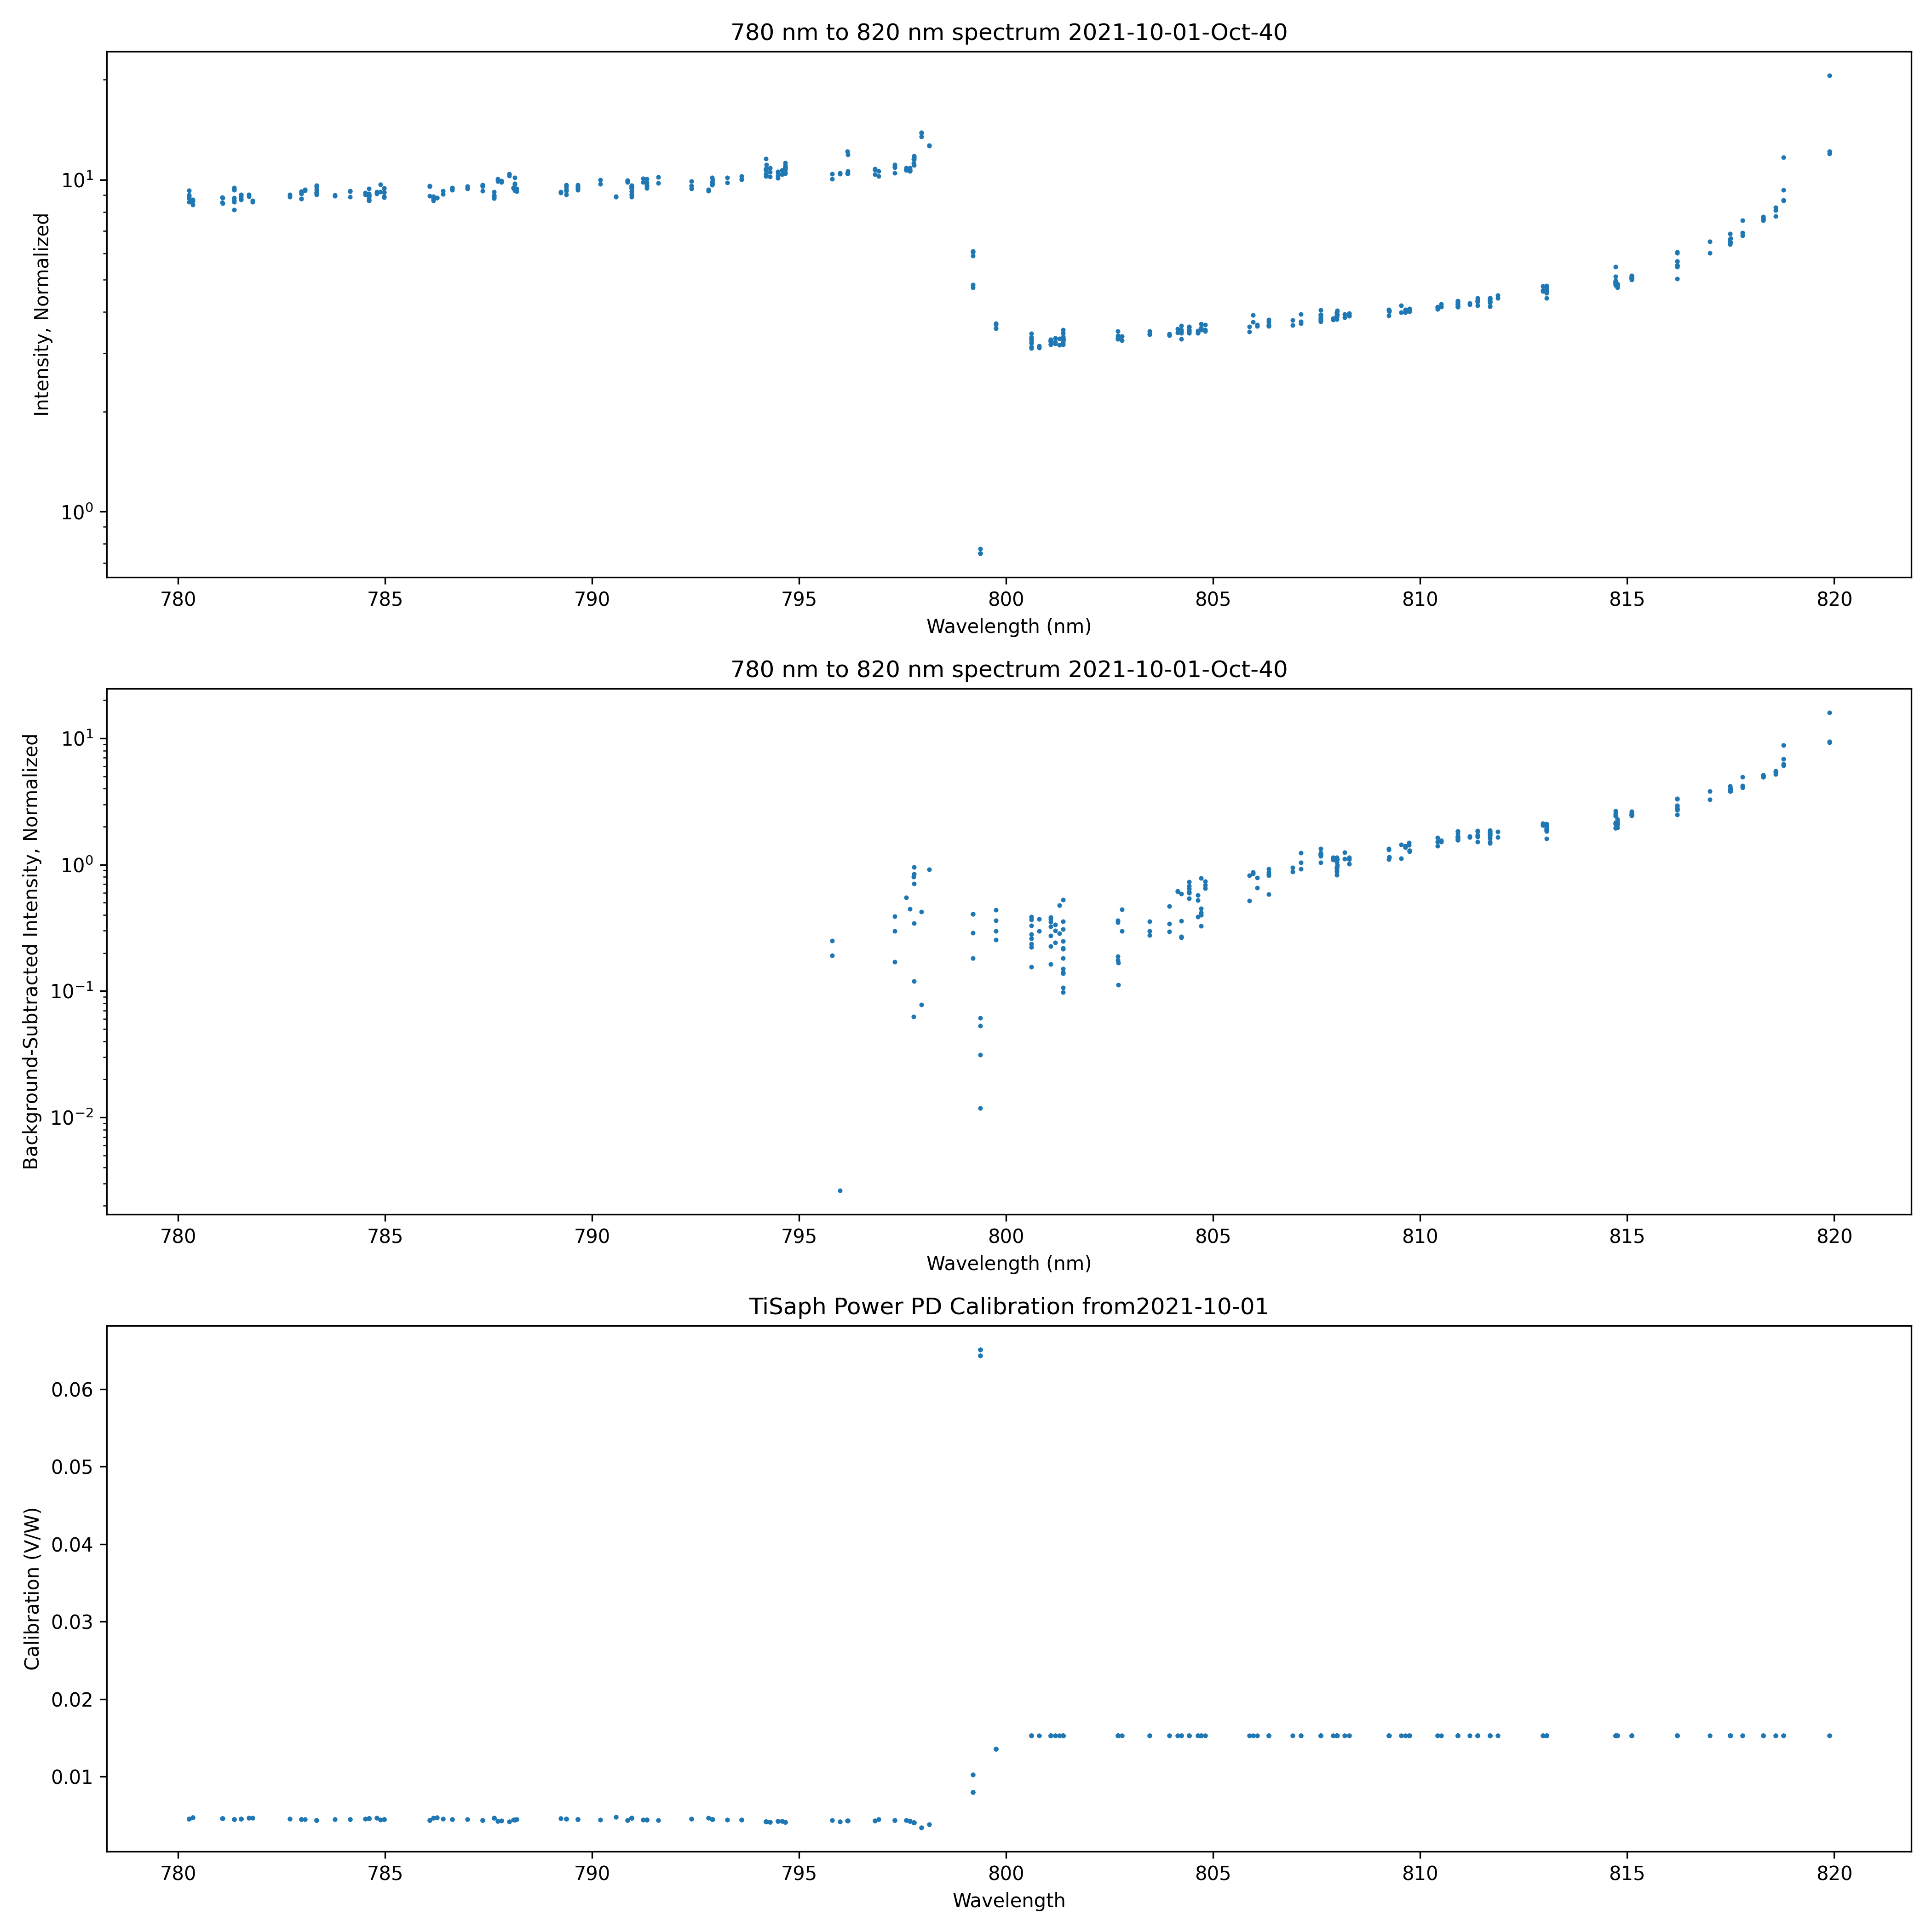 780 nm to 820 nm spectrum 2021-10-01-Oct-40
Intensity, Normalized
10¹
10⁰
780 785 790 795 800 805 810 815 820
Wavelength (nm)
780 nm to 820 nm spectrum 2021-10-01-Oct-40
Background-Subtracted Intensity, Normalized
10¹
10⁰
10⁻¹
10⁻²
780 785 790 795 800 805 810 815 820
Wavelength (nm)
TiSaph Power PD Calibration from2021-10-01
Calibration (V/W)
0.06
0.05
0.04
0.03
0.02
0.01
780 785 790 795 800 805 810 815 820
Wavelength